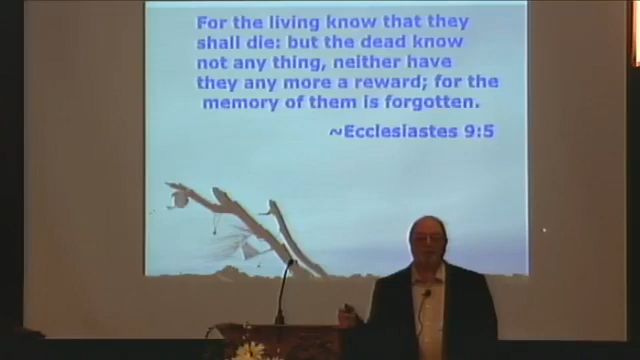 For the living know that they
shall die: but the dead know
not any thing, neither have
they any more a reward; for the
memory of them is forgotten.
~Ecclesiastes 9:5